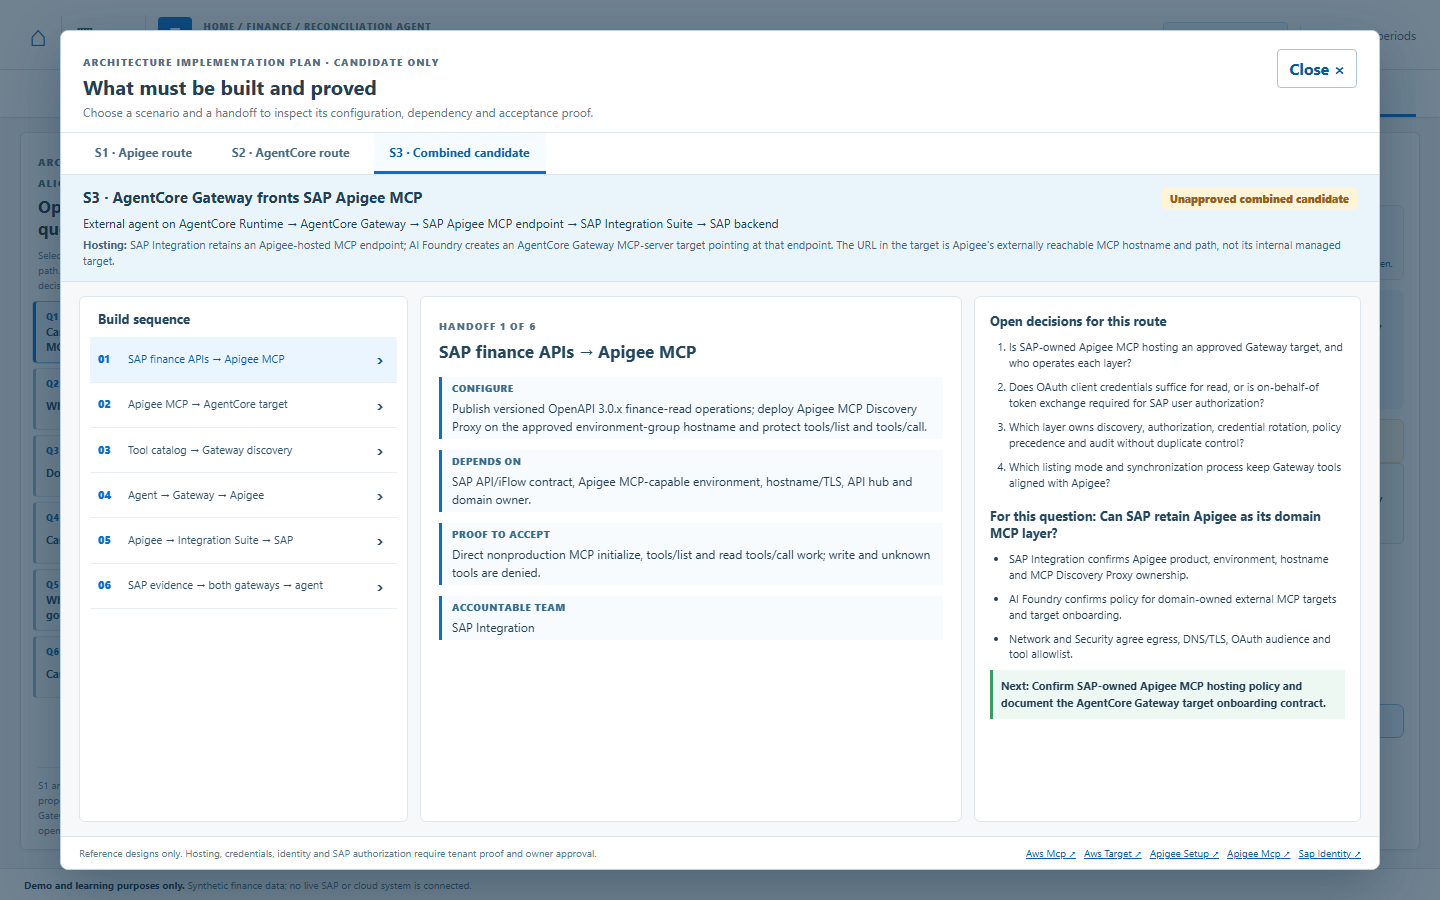 HOME / FINANCE / RECONCILIATION AGENT
periods
ARCHITECTURE IMPLEMENTATION PLAN · CANDIDATE ONLY
What must be built and proved
Choose a scenario and a handoff to inspect its configuration, dependency and acceptance proof.
Close ×
S1 · Apigee route
S2 · AgentCore route
S3 · Combined candidate
S3 · AgentCore Gateway fronts SAP Apigee MCP
Unapproved combined candidate
External agent on AgentCore Runtime → AgentCore Gateway → SAP Apigee MCP endpoint → SAP Integration Suite → SAP backend
Hosting: SAP Integration retains an Apigee-hosted MCP endpoint; AI Foundry creates an AgentCore Gateway MCP-server target pointing at that endpoint. The URL in the target is Apigee's externally reachable MCP hostname and path, not its internal managed
target.
Build sequence
01 SAP finance APIs → Apigee MCP ›
02 Apigee MCP → AgentCore target ›
03 Tool catalog → Gateway discovery ›
04 Agent → Gateway → Apigee ›
05 Apigee → Integration Suite → SAP ›
06 SAP evidence → both gateways → agent ›
HANDOFF 1 OF 6
SAP finance APIs → Apigee MCP
CONFIGURE
Publish versioned OpenAPI 3.0.x finance-read operations; deploy Apigee MCP Discovery
Proxy on the approved environment-group hostname and protect tools/list and tools/call.
DEPENDS ON
SAP API/iFlow contract, Apigee MCP-capable environment, hostname/TLS, API hub and
domain owner.
PROOF TO ACCEPT
Direct nonproduction MCP initialize, tools/list and read tools/call work; write and unknown
tools are denied.
ACCOUNTABLE TEAM
SAP Integration
Open decisions for this route
1. Is SAP-owned Apigee MCP hosting an approved Gateway target, and
who operates each layer?
2. Does OAuth client credentials suffice for read, or is on-behalf-of
token exchange required for SAP user authorization?
3. Which layer owns discovery, authorization, credential rotation, policy
precedence and audit without duplicate control?
4. Which listing mode and synchronization process keep Gateway tools
aligned with Apigee?
For this question: Can SAP retain Apigee as its domain
MCP layer?
• SAP Integration confirms Apigee product, environment, hostname
and MCP Discovery Proxy ownership.
• AI Foundry confirms policy for domain-owned external MCP targets
and target onboarding.
• Network and Security agree egress, DNS/TLS, OAuth audience and
tool allowlist.
Next: Confirm SAP-owned Apigee MCP hosting policy and
document the AgentCore Gateway target onboarding contract.
Reference designs only. Hosting, credentials, identity and SAP authorization require tenant proof and owner approval.
Aws Mcp ↗ Aws Target ↗ Apigee Setup ↗ Apigee Mcp ↗ Sap Identity ↗
Q1
Q2
Q3
Q4
Q5
Q6
Demo and learning purposes only. Synthetic finance data; no live SAP or cloud system is connected.